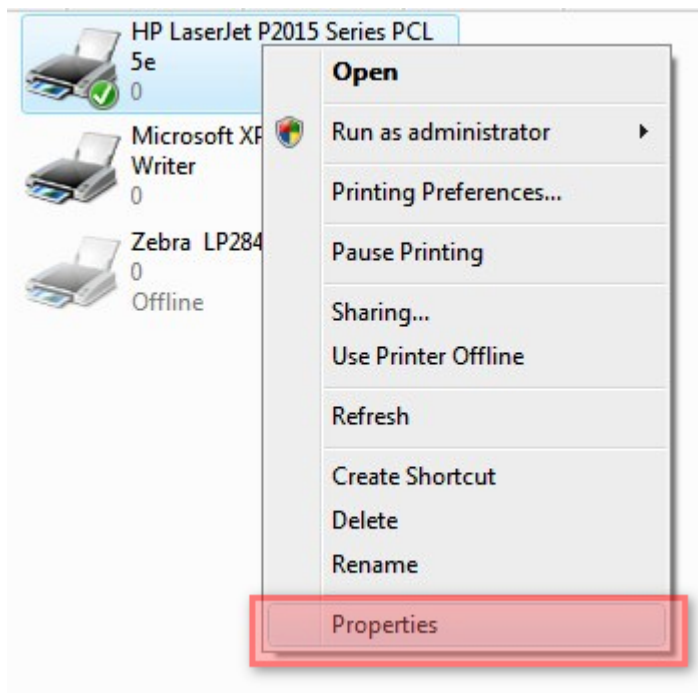 HP LaserJet P2015 Series PCL
5e
0
Microsoft
Writer
0
Zebra LP284
0
Offline
Open
Run as administrator
Printing Preferences...
Pause Printing
Sharing...
Use Printer Offline
Refresh
Create Shortcut
Delete
Rename
Properties